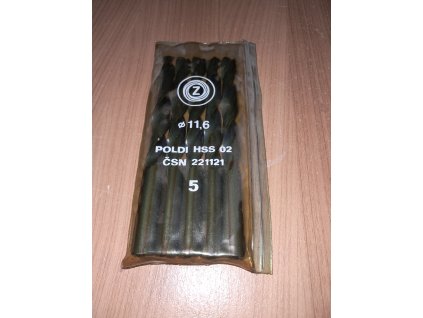 Z
⌀ 11,6
POLDI HSS 02
ČSN 221121
5